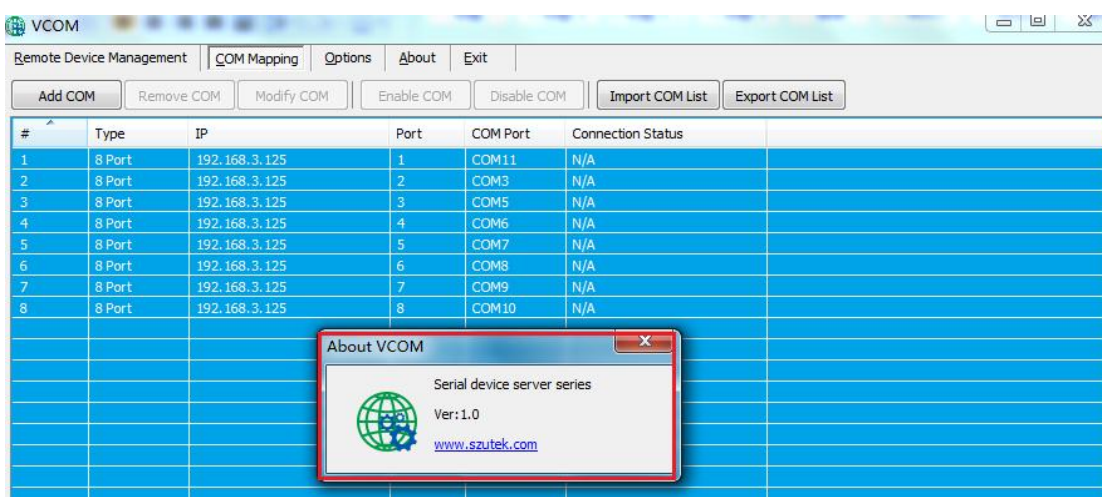 VCOM
Remote Device Management COM Mapping Options About Exit
Add COM Remove COM Modify COM Enable COM Disable COM Import COM List Export COM List
# Type IP Port COM Port Connection Status
1 8 Port 192.168.3.125 1 COM11 N/A
2 8 Port 192.168.3.125 2 COM3 N/A
3 8 Port 192.168.3.125 3 COM5 N/A
4 8 Port 192.168.3.125 4 COM6 N/A
5 8 Port 192.168.3.125 5 COM7 N/A
6 8 Port 192.168.3.125 6 COM8 N/A
7 8 Port 192.168.3.125 7 COM9 N/A
8 8 Port 192.168.3.125 8 COM10 N/A
About VCOM
Serial device server series
Ver:1.0
www.szutek.com